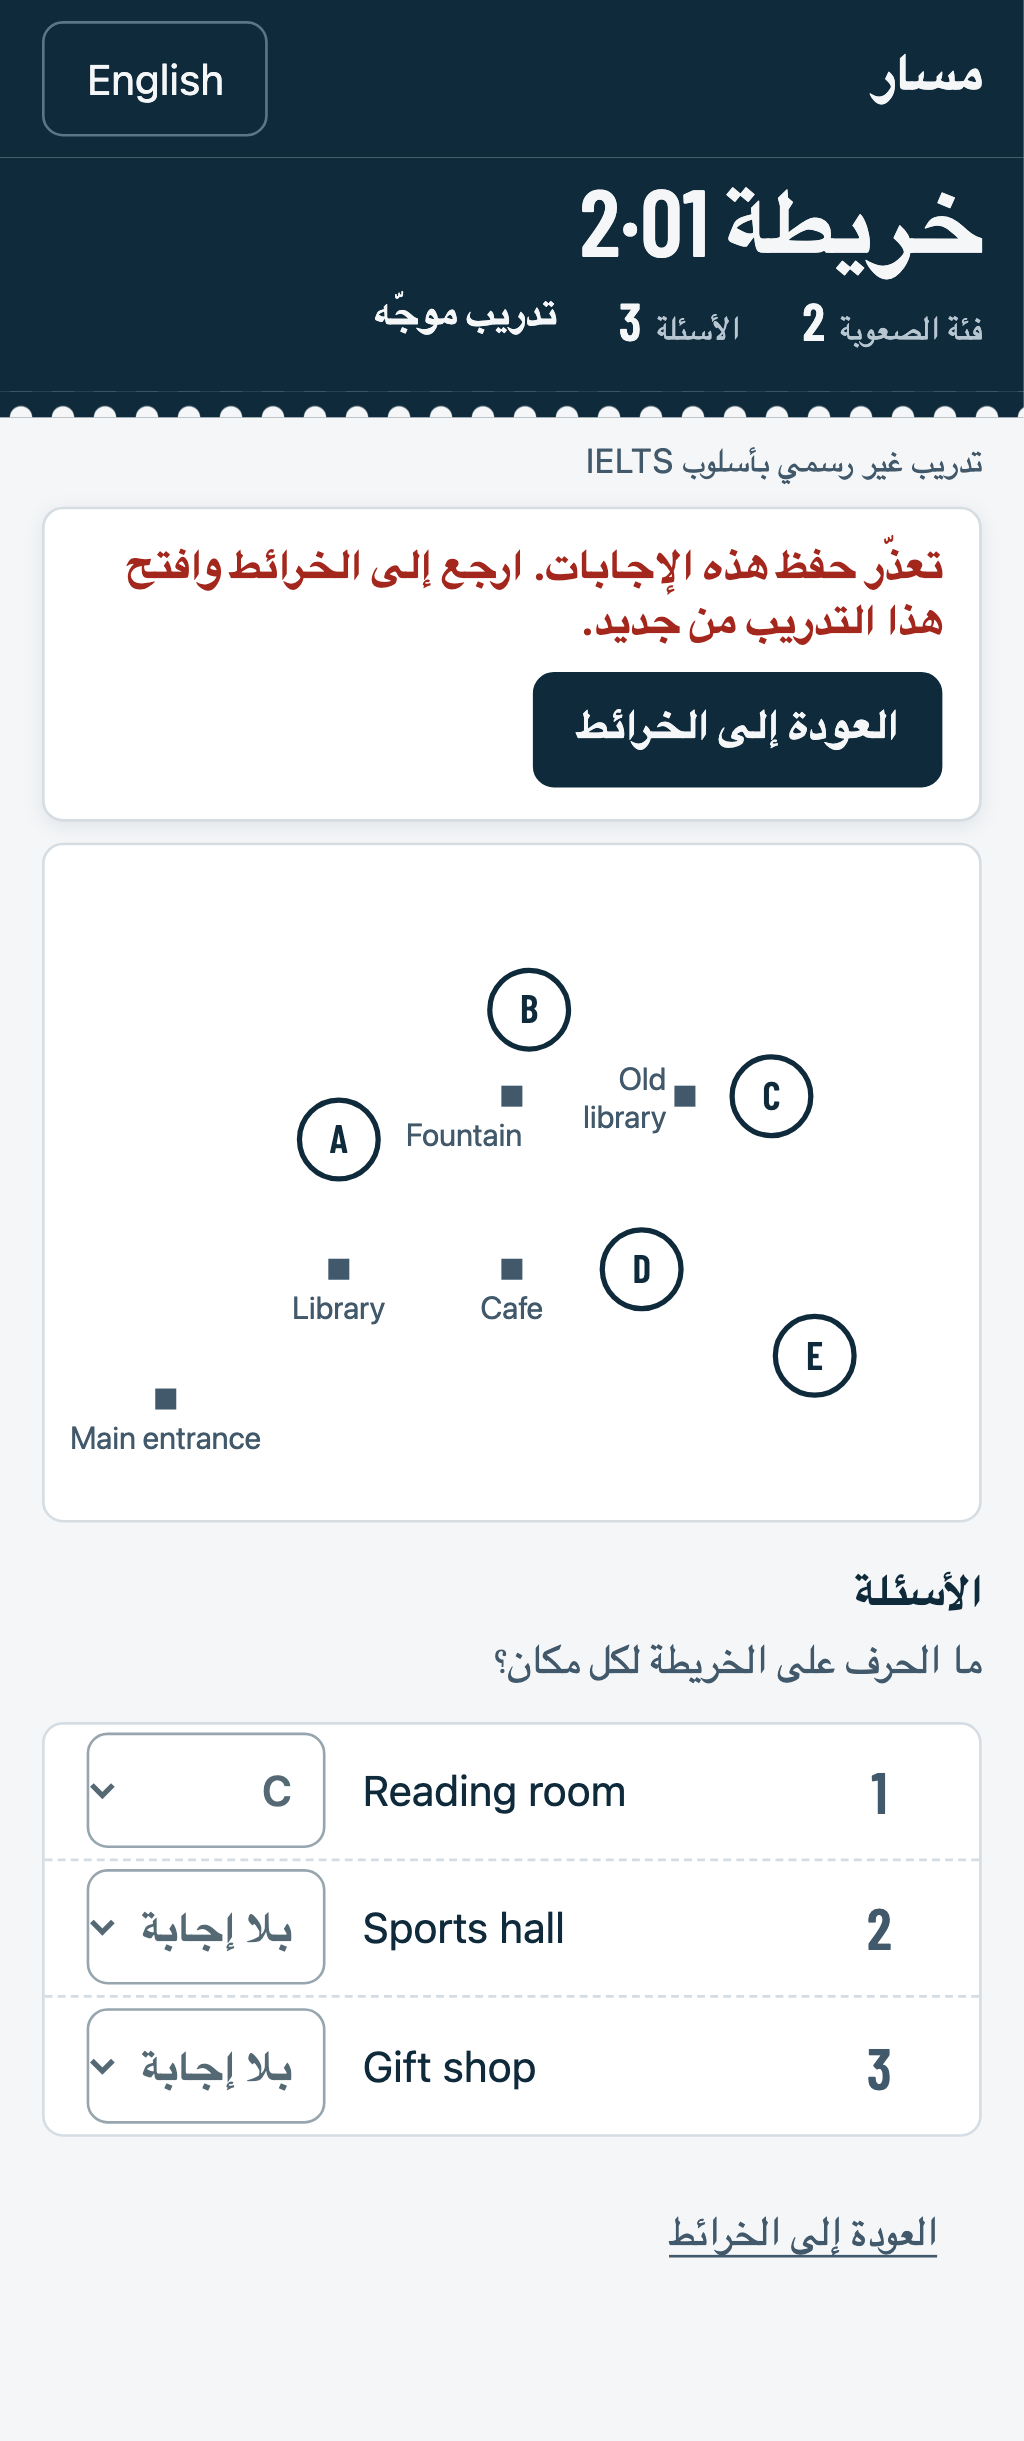 مسار
English
خريطة 2·01
فئة الصعوبة 2 الأسئلة 3 تدريب موجّه
تدريب غير رسمي بأسلوب IELTS
تعذّر حفظ هذه الإجابات. ارجع إلى الخرائط وافتح
هذا التدريب من جديد.
العودة إلى الخرائط
B
Old
library
C
A
Fountain
D
Library
Cafe
E
Main entrance
الأسئلة
ما الحرف على الخريطة لكل مكان؟
1 Reading room C
2 Sports hall بلا إجابة
3 Gift shop بلا إجابة
العودة إلى الخرائط